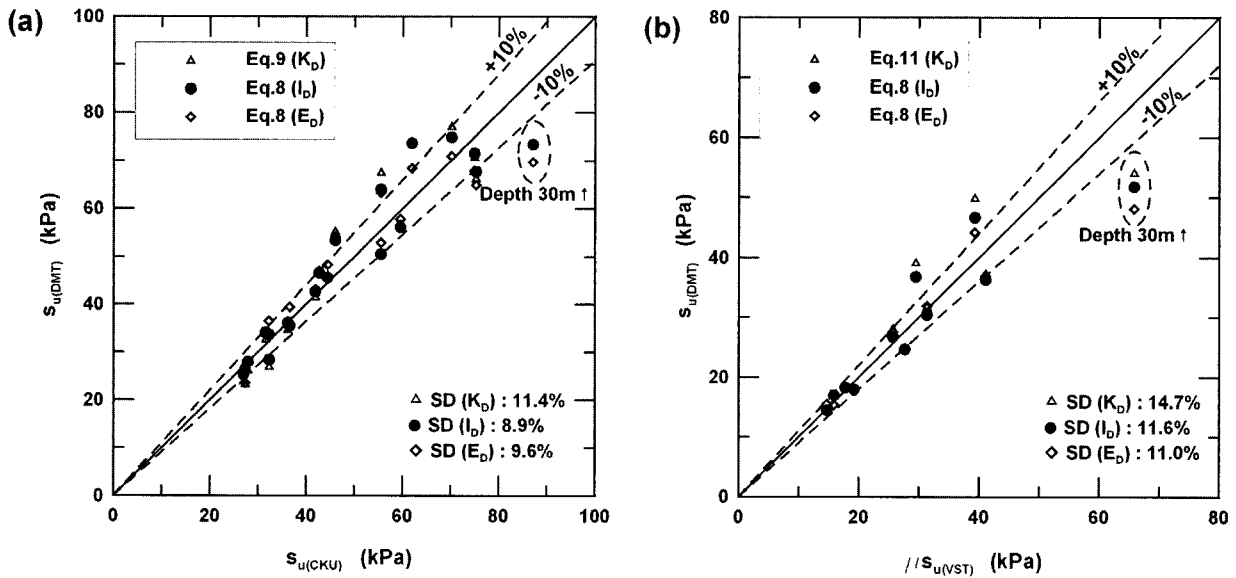 (a)
100
80
60
40
20
0
s_u(DMT) (kPa)
△ Eq.9 (K_D)
● Eq.8 (I_D)
◇ Eq.8 (E_D)
+10%
-10%
Depth 30m ↑
△ SD (K_D) : 11.4%
● SD (I_D) : 8.9%
◇ SD (E_D) : 9.6%
0 20 40 60 80 100
s_u(CKU) (kPa)
(b)
80
60
40
20
0
s_u(DMT) (kPa)
△ Eq.11 (K_D)
● Eq.8 (I_D)
◇ Eq.8 (E_D)
+10%
-10%
Depth 30m ↑
△ SD (K_D) : 14.7%
● SD (I_D) : 11.6%
◇ SD (E_D) : 11.0%
0 20 40 60 80
//s_u(VST) (kPa)